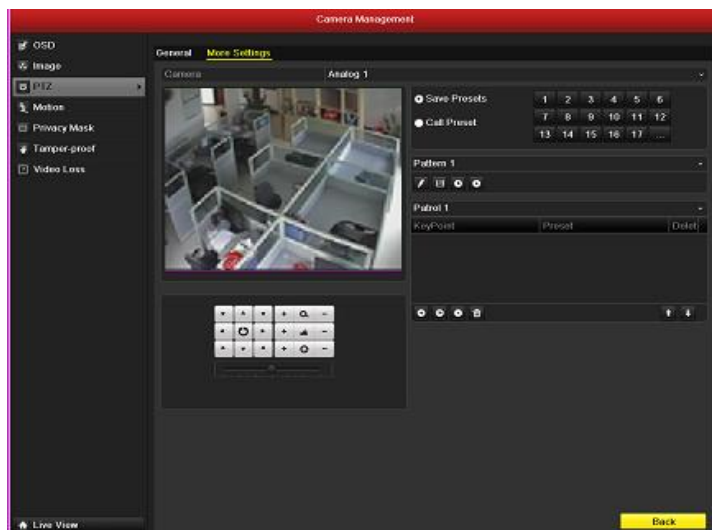 Camera Management
OSD
Image
PTZ
Motion
Privacy Mask
Tamper-proof
Video Loss
Live View
General More Settings
Camera Analog 1
Save Presets
Call Preset
1 2 3 4 5 6
7 8 9 10 11 12
13 14 15 16 17 ...
Pattern 1
Patrol 1
KeyPoint Preset Delet
Back